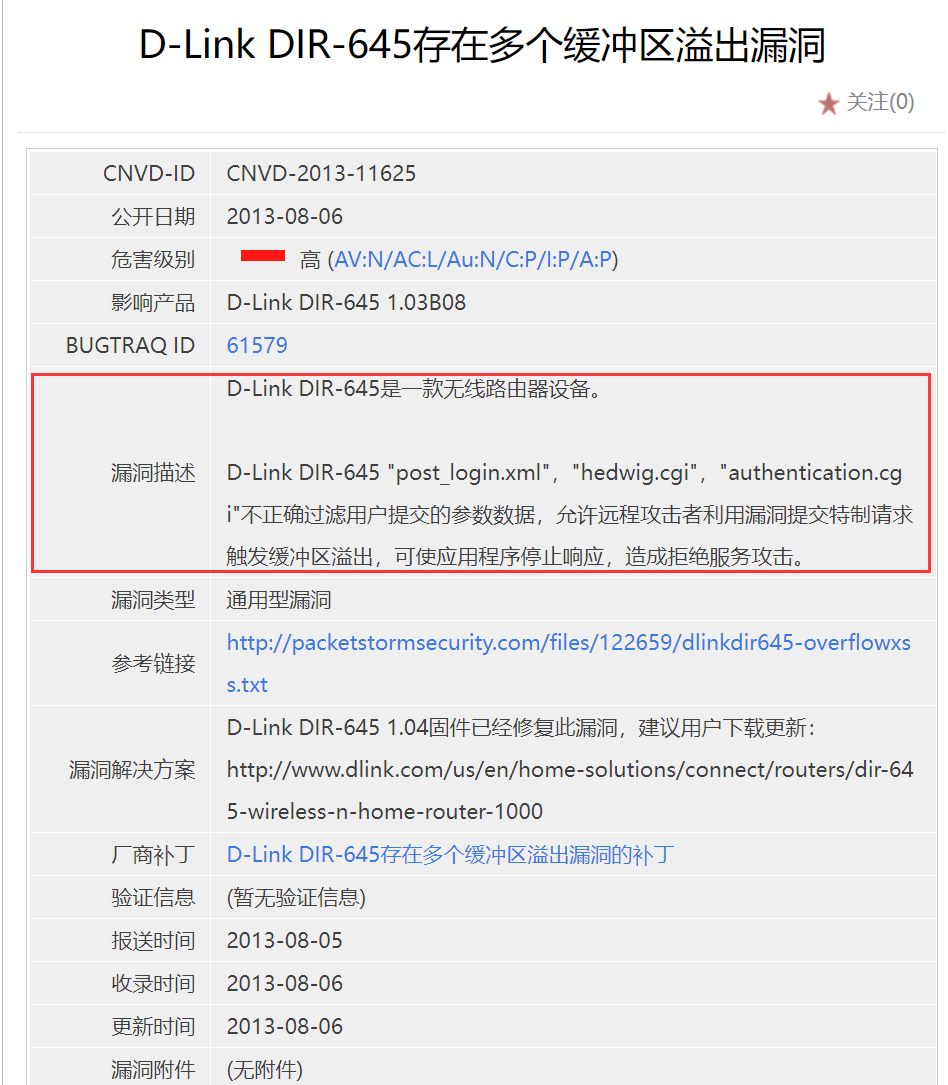 D-Link DIR-645存在多个缓冲区溢出漏洞
关注(0)
CNVD-ID CNVD-2013-11625
公开日期 2013-08-06
危害级别 高 (AV:N/AC:L/Au:N/C:P/I:P/A:P)
影响产品 D-Link DIR-645 1.03B08
BUGTRAQ ID 61579
D-Link DIR-645是一款无线路由器设备。
漏洞描述 D-Link DIR-645 "post_login.xml"，"hedwig.cgi"，"authentication.cg
i"不正确过滤用户提交的参数数据，允许远程攻击者利用漏洞提交特制请求
触发缓冲区溢出，可使应用程序停止响应，造成拒绝服务攻击。
漏洞类型 通用型漏洞
参考链接 http://packetstormsecurity.com/files/122659/dlinkdir645-overflowxs
s.txt
D-Link DIR-645 1.04固件已经修复此漏洞，建议用户下载更新：
漏洞解决方案 http://www.dlink.com/us/en/home-solutions/connect/routers/dir-64
5-wireless-n-home-router-1000
厂商补丁 D-Link DIR-645存在多个缓冲区溢出漏洞的补丁
验证信息 (暂无验证信息)
报送时间 2013-08-05
收录时间 2013-08-06
更新时间 2013-08-06
漏洞附件 (无附件)